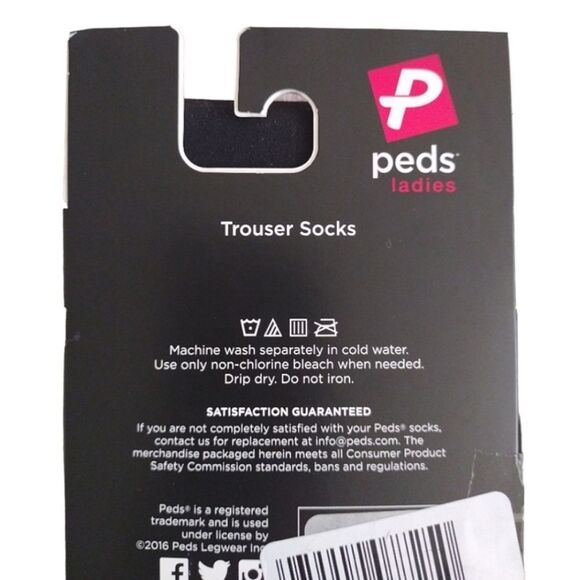 P
peds®
ladies
Trouser Socks
Machine wash separately in cold water.
Use only non-chlorine bleach when needed.
Drip dry. Do not iron.
SATISFACTION GUARANTEED
If you are not completely satisfied with your Peds® socks,
contact us for replacement at info@peds.com. The
merchandise packaged herein meets all Consumer Product
Safety Commission standards, bans and regulations.
Peds® is a registered
trademark and is used
under license by
©2016 Peds Legwear Inc